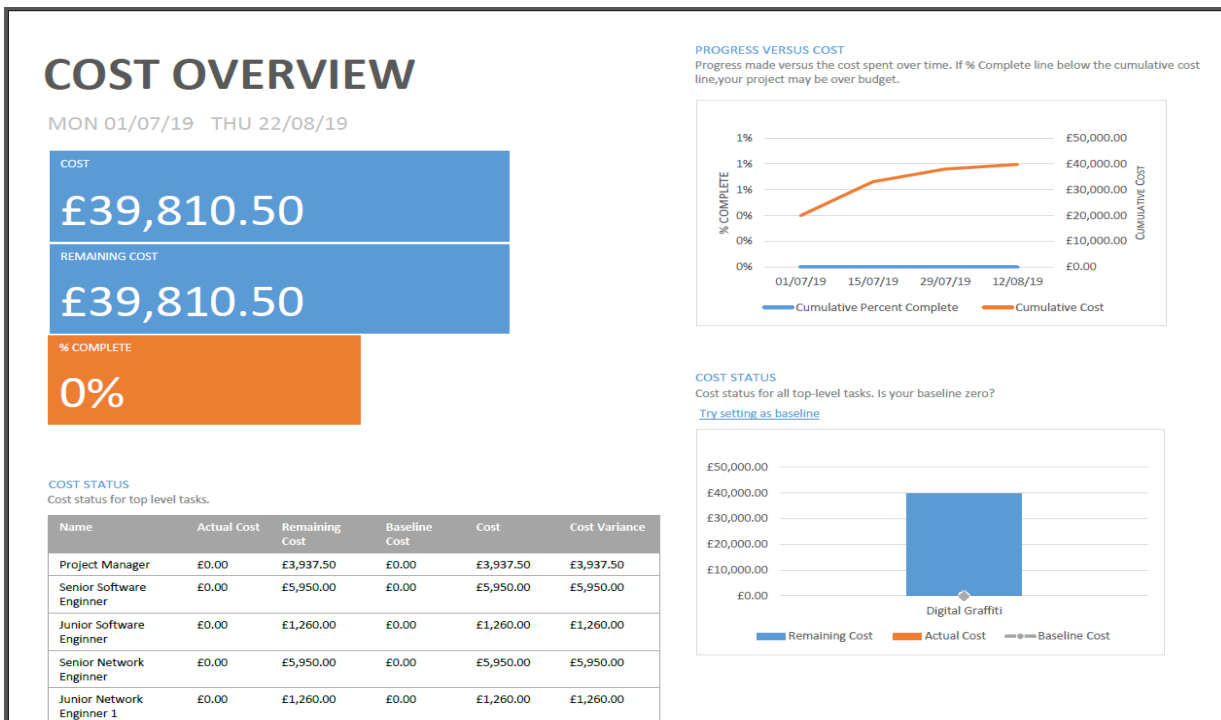 COST OVERVIEW
MON 01/07/19 THU 22/08/19
COST
£39,810.50
REMAINING COST
£39,810.50
% COMPLETE
0%
COST STATUS
Cost status for top level tasks.
Name Actual Cost Remaining Cost Baseline Cost Cost Cost Variance
Project Manager £0.00 £3,937.50 £0.00 £3,937.50 £3,937.50
Senior Software Enginner £0.00 £5,950.00 £0.00 £5,950.00 £5,950.00
Junior Software Enginner £0.00 £1,260.00 £0.00 £1,260.00 £1,260.00
Senior Network Enginner £0.00 £5,950.00 £0.00 £5,950.00 £5,950.00
Junior Network Enginner 1 £0.00 £1,260.00 £0.00 £1,260.00 £1,260.00
PROGRESS VERSUS COST
Progress made versus the cost spent over time. If % Complete line below the cumulative cost
line,your project may be over budget.
% COMPLETE
1% £50,000.00
1% £40,000.00
1% £30,000.00
0% £20,000.00
0% £10,000.00
0% £0.00
CUMULATIVE COST
01/07/19 15/07/19 29/07/19 12/08/19
Cumulative Percent Complete Cumulative Cost
COST STATUS
Cost status for all top-level tasks. Is your baseline zero?
Try setting as baseline
£50,000.00
£40,000.00
£30,000.00
£20,000.00
£10,000.00
£0.00
Digital Graffiti
Remaining Cost Actual Cost Baseline Cost